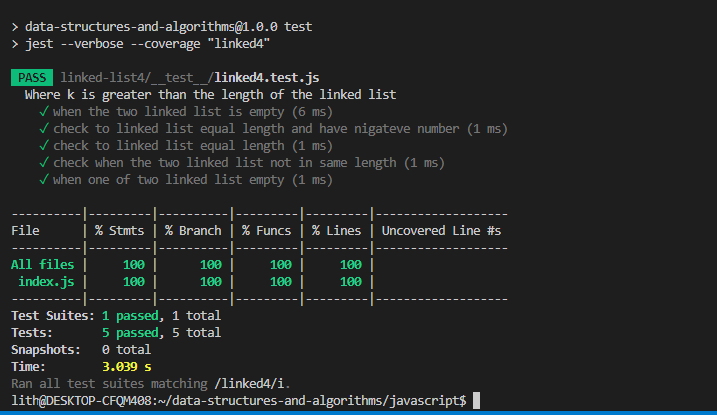 > data-structures-and-algorithms@1.0.0 test
> jest --verbose --coverage "linked4"
PASS linked-list4/__test__/linked4.test.js
Where k is greater than the length of the linked list
✓ when the two linked list is empty (6 ms)
✓ check to linked list equal length and have nigateve number (1 ms)
✓ check to linked list equal length (1 ms)
✓ check when the two linked list not in same length (1 ms)
✓ when one of two linked list empty (1 ms)
----------|---------|----------|---------|---------|-------------------
File      | % Stmts | % Branch | % Funcs | % Lines | Uncovered Line #s
----------|---------|----------|---------|---------|-------------------
All files |     100 |      100 |     100 |     100 |
 index.js |     100 |      100 |     100 |     100 |
----------|---------|----------|---------|---------|-------------------
Test Suites: 1 passed, 1 total
Tests:       5 passed, 5 total
Snapshots:   0 total
Time:        3.039 s
Ran all test suites matching /linked4/i.
lith@DESKTOP-CFQM408:~/data-structures-and-algorithms/javascript$